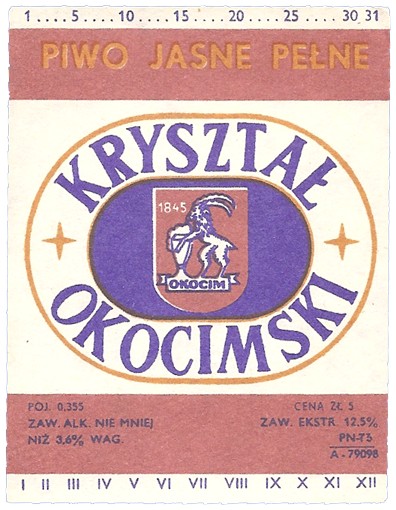 1....5....10....15....20....25....30 31
PIWO JASNE PEŁNE
KRYSZTAŁ
1845
OKOCIM
OKOCIMSKI
POJ. 0,355
ZAW. ALK. NIE MNIEJ
NIŻ 3,6% WAG.
CENA ZŁ 5
ZAW. EKSTR. 12,5%
PN-73
A-79098
I II III IV V VI VII VIII IX X XI XII